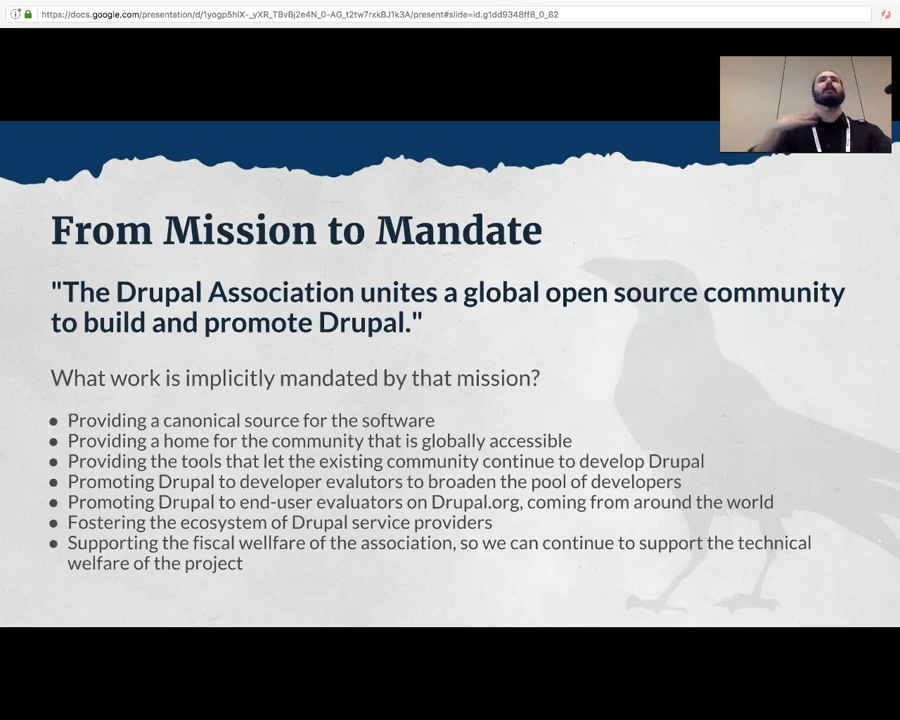 https://docs.google.com/presentation/d/1yogp5hlX-_yXR_TBvBj2e4N_0-AG_t2tw7rxkBJ1k3A/present#slide=id.g1dd9348ff8_0_82
From Mission to Mandate
"The Drupal Association unites a global open source community
to build and promote Drupal."
What work is implicitly mandated by that mission?
● Providing a canonical source for the software
● Providing a home for the community that is globally accessible
● Providing the tools that let the existing community continue to develop Drupal
● Promoting Drupal to developer evalutors to broaden the pool of developers
● Promoting Drupal to end-user evaluators on Drupal.org, coming from around the world
● Fostering the ecosystem of Drupal service providers
● Supporting the fiscal wellfare of the association, so we can continue to support the technical
welfare of the project